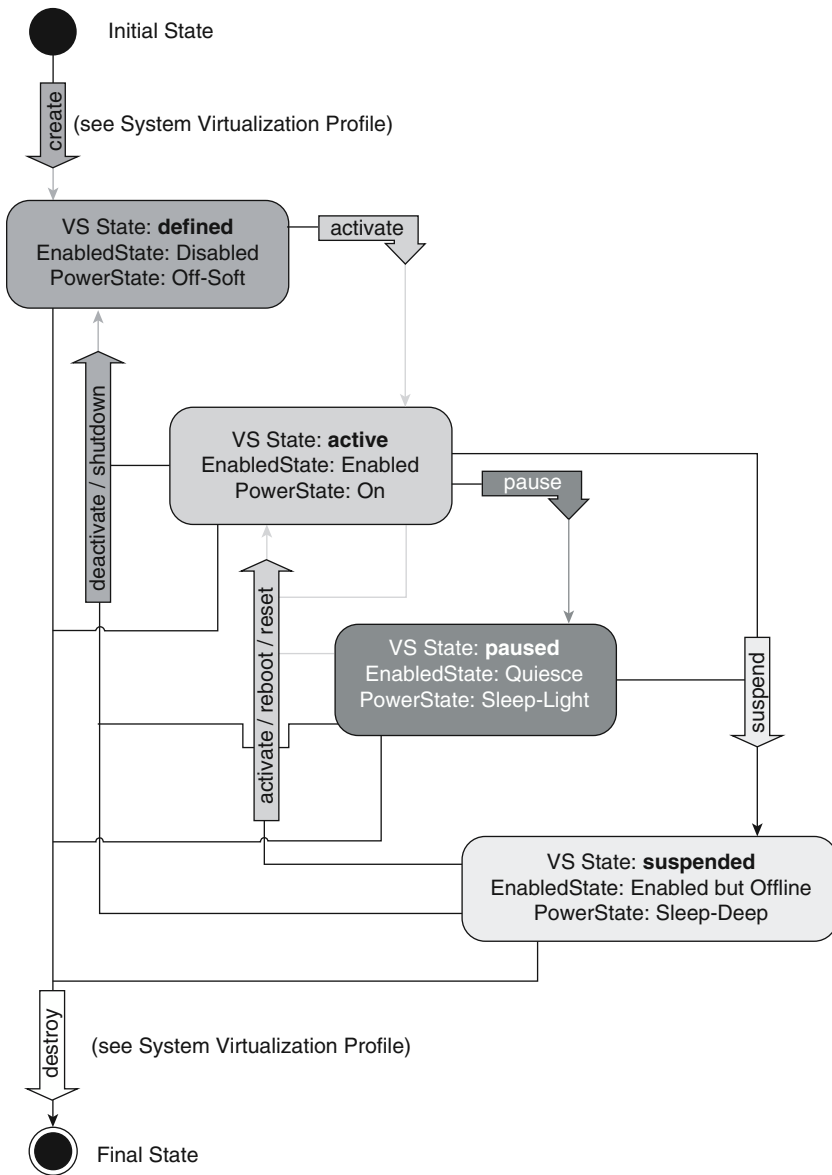 Initial State
create
(see System Virtualization Profile)
VS State: defined
EnabledState: Disabled
PowerState: Off-Soft
activate
deactivate / shutdown
VS State: active
EnabledState: Enabled
PowerState: On
pause
activate / reboot / reset
VS State: paused
EnabledState: Quiesce
PowerState: Sleep-Light
suspend
VS State: suspended
EnabledState: Enabled but Offline
PowerState: Sleep-Deep
destroy
(see System Virtualization Profile)
Final State